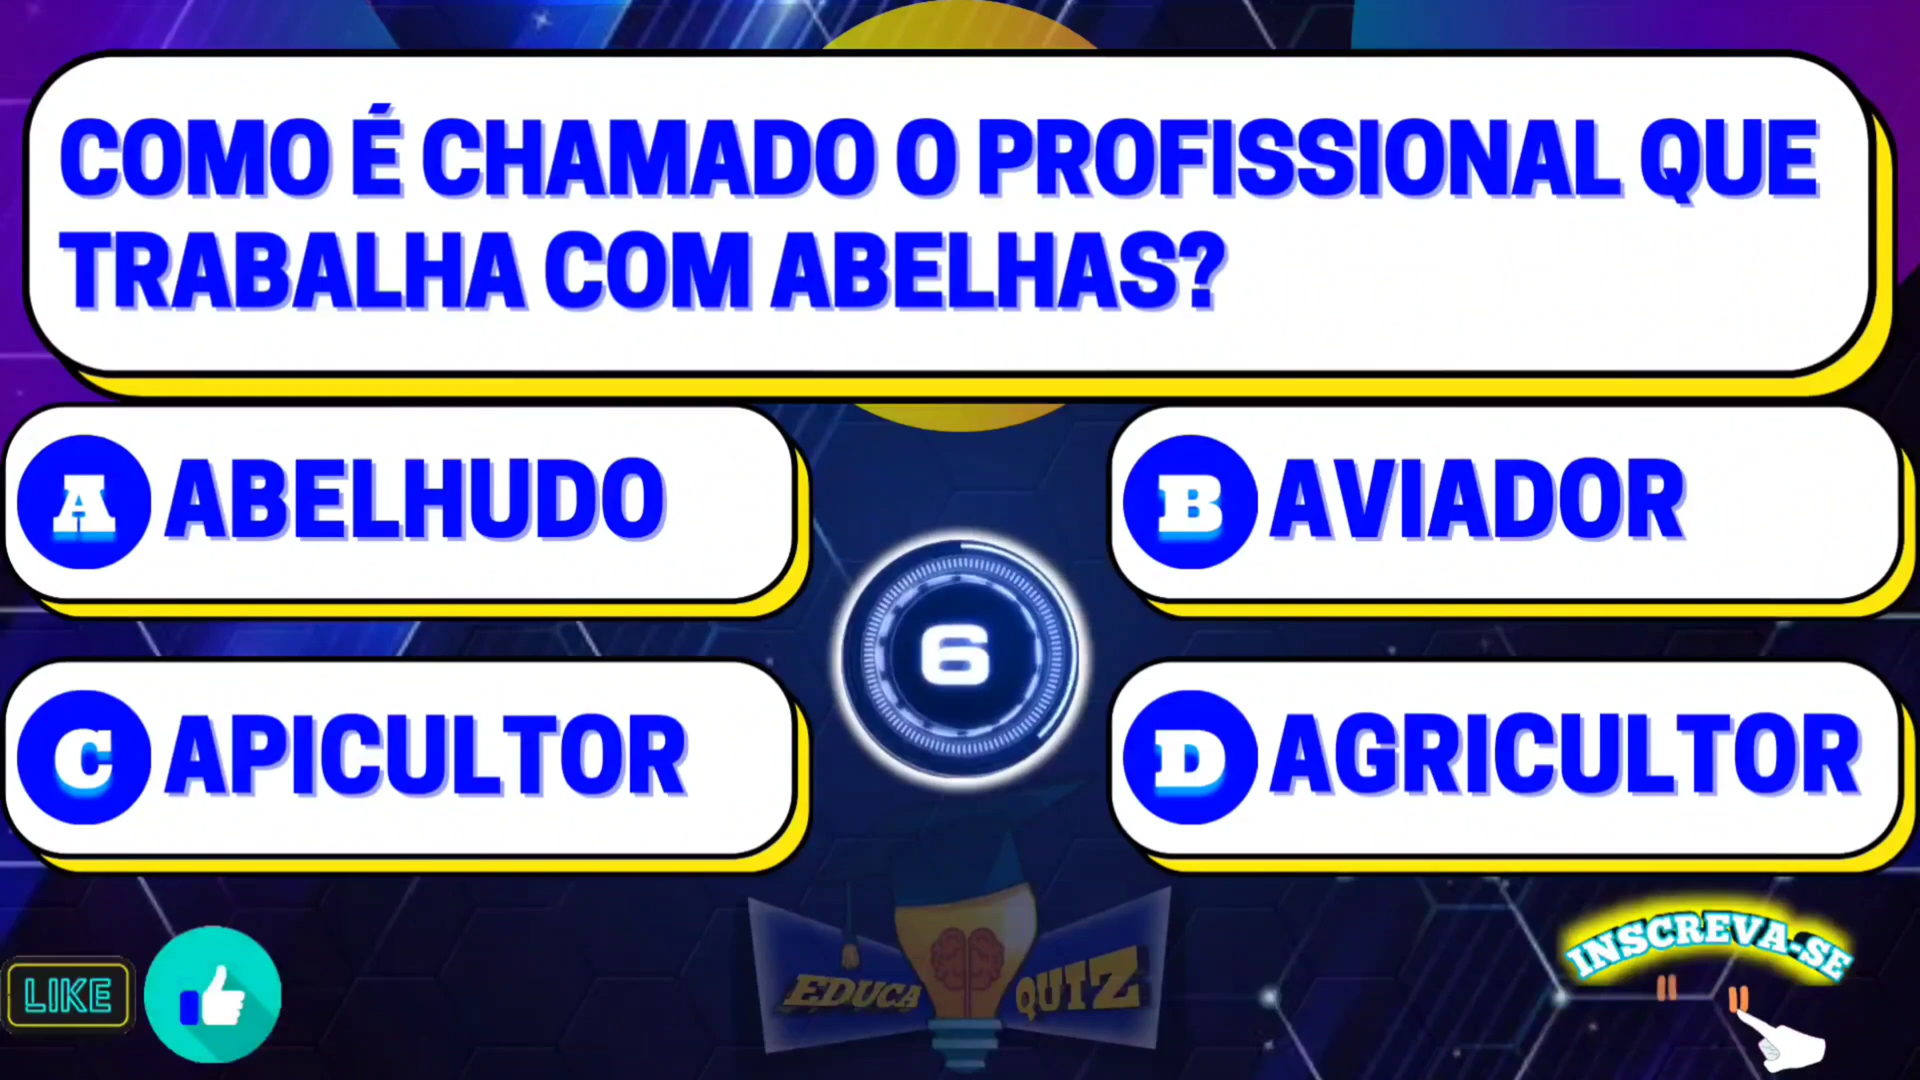 COMO É CHAMADO O PROFISSIONAL QUE
TRABALHA COM ABELHAS?
A ABELHUDO
B AVIADOR
6
C APICULTOR
D AGRICULTOR
LIKE
EDUCA QUIZ
INSCREVA-SE